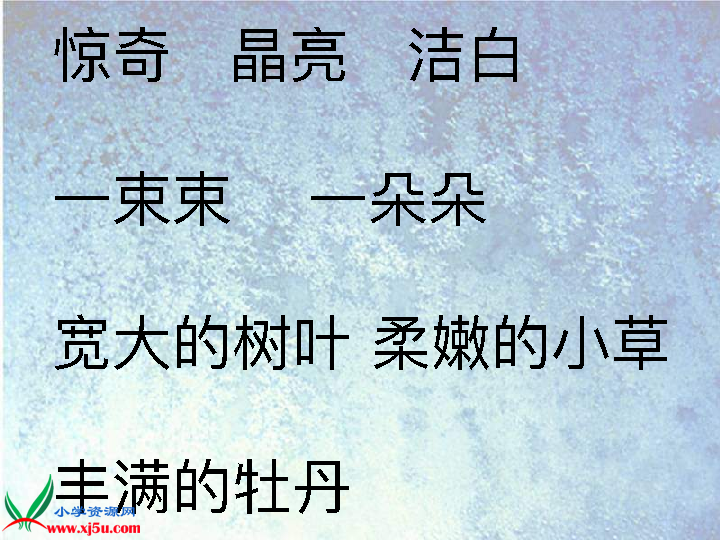 惊奇 晶亮 洁白
一束束 一朵朵
宽大的树叶 柔嫩的小草
丰满的牡丹
小学资源网
www.xj5u.com